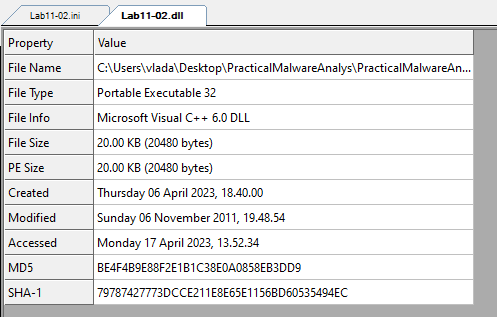 Lab11-02.ini Lab11-02.dll
Property Value
File Name C:\Users\vlada\Desktop\PracticalMalwareAnalys\PracticalMalwareAn...
File Type Portable Executable 32
File Info Microsoft Visual C++ 6.0 DLL
File Size 20.00 KB (20480 bytes)
PE Size 20.00 KB (20480 bytes)
Created Thursday 06 April 2023, 18.40.00
Modified Sunday 06 November 2011, 19.48.54
Accessed Monday 17 April 2023, 13.52.34
MD5 BE4F4B9E88F2E1B1C38E0A0858EB3DD9
SHA-1 79787427773DCCE211E8E65E1156BD60535494EC